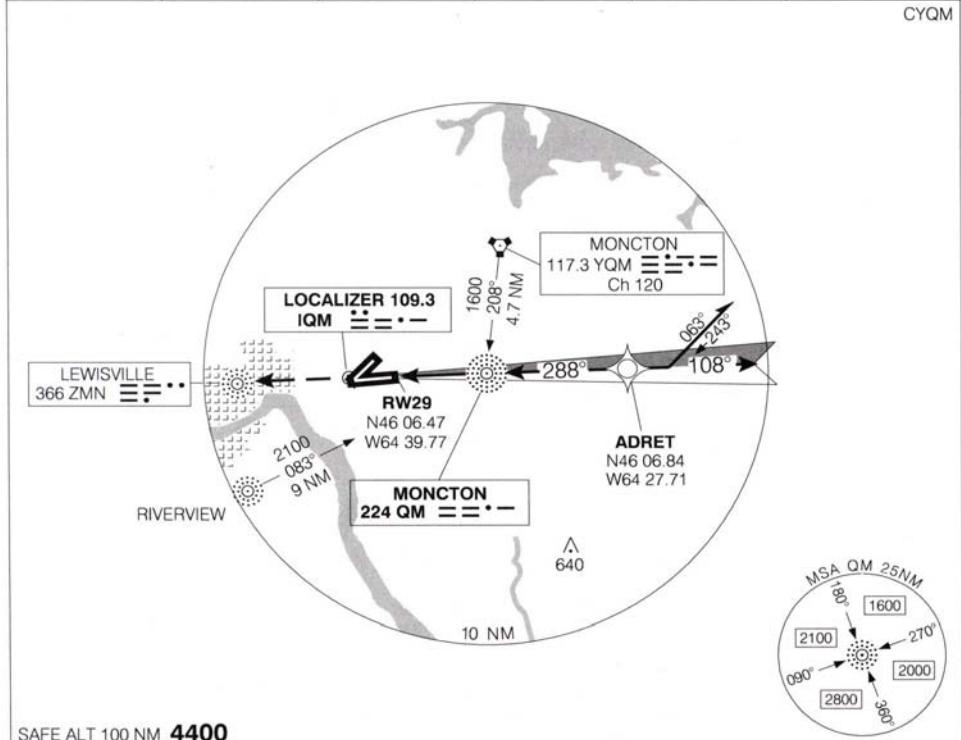 CYQM
MONCTON
117.3 YQM
Ch 120
1600
208°
4.7 NM
LOCALIZER 109.3
IQM
LEWISVILLE
366 ZMN
063°
243°
288°
108°
RW29
N46 06.47
W64 39.77
ADRET
N46 06.84
W64 27.71
2100
083°
9 NM
RIVERVIEW
MONCTON
224 QM
640
10 NM
MSA QM 25NM
180°
1600
270°
2100
2000
090°
2800
360°
SAFE ALT 100 NM 4400